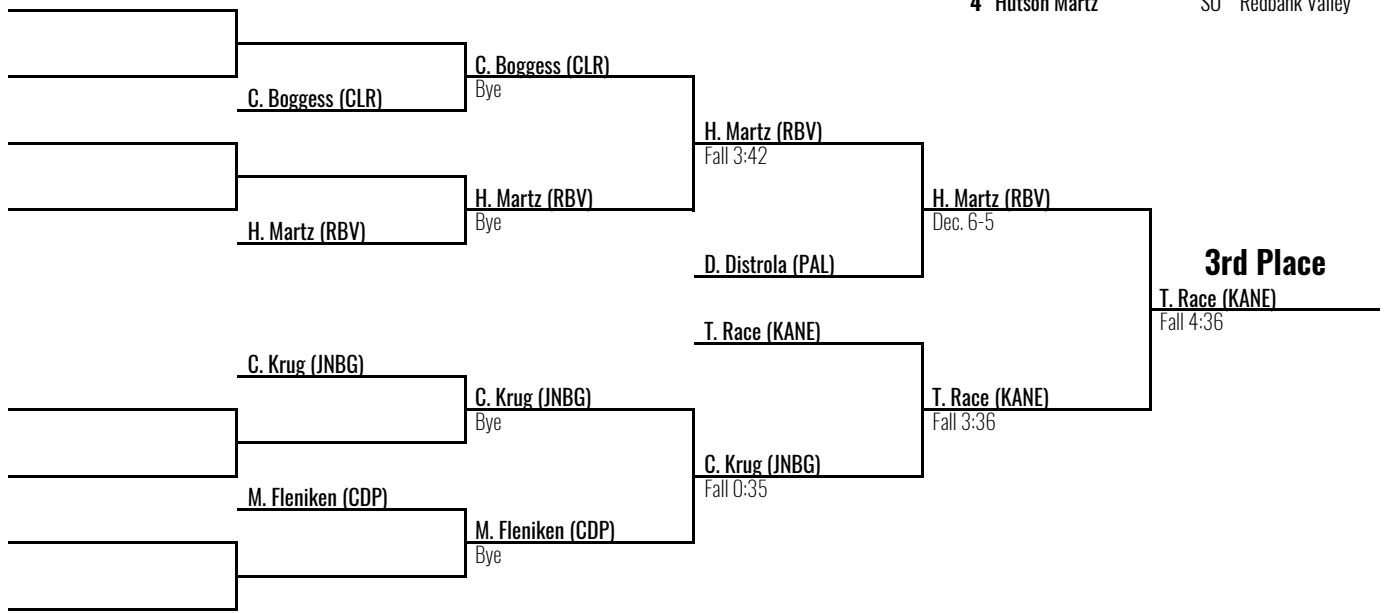 4 Hutson Martz SO Redbank Valley
C. Boggess (CLR)
Bye
C. Boggess (CLR)
H. Martz (RBV)
Fall 3:42
H. Martz (RBV)
Bye
H. Martz (RBV)
Dec. 6-5
H. Martz (RBV)
D. Distrola (PAL)
3rd Place
T. Race (KANE)
Fall 4:36
T. Race (KANE)
C. Krug (JNBG)
C. Krug (JNBG)
Bye
T. Race (KANE)
Fall 3:36
C. Krug (JNBG)
Fall 0:35
M. Fleniken (CDP)
M. Fleniken (CDP)
Bye